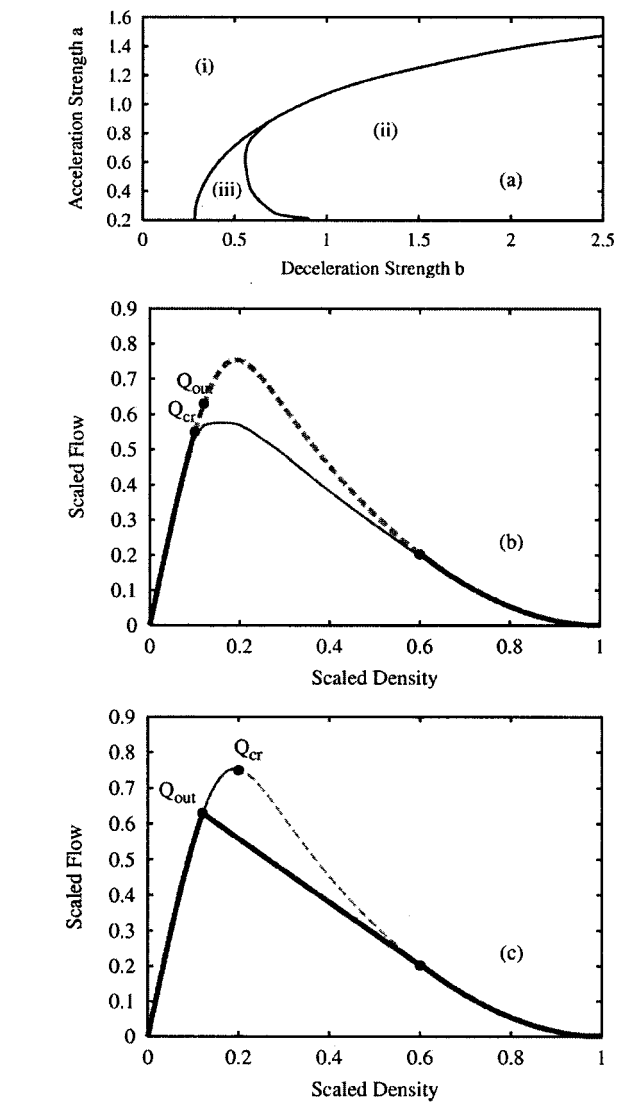 Acceleration Strength a
1.6
1.4
1.2
1.0
0.8
0.6
0.4
0.2
(i)
(ii)
(iii)
(a)
0 0.5 1 1.5 2 2.5
Deceleration Strength b
Scaled Flow
0.9
0.8
0.7
0.6
0.5
0.4
0.3
0.2
0.1
0
Qout
Qcr
(b)
0 0.2 0.4 0.6 0.8 1
Scaled Density
Scaled Flow
0.9
0.8
0.7
0.6
0.5
0.4
0.3
0.2
0.1
0
Qcr
Qout
(c)
0 0.2 0.4 0.6 0.8 1
Scaled Density